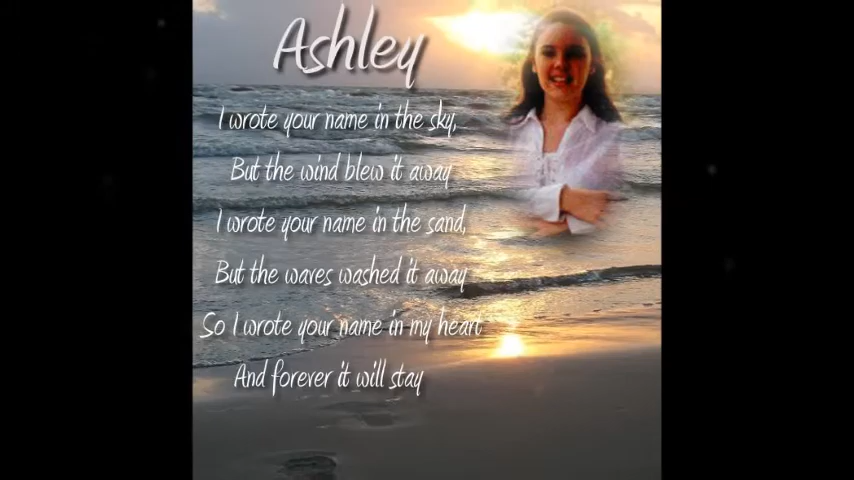 Ashley
I wrote your name in the sky,
But the wind blew it away
I wrote your name in the sand,
But the waves washed it away
So I wrote your name in my heart
And forever it will stay